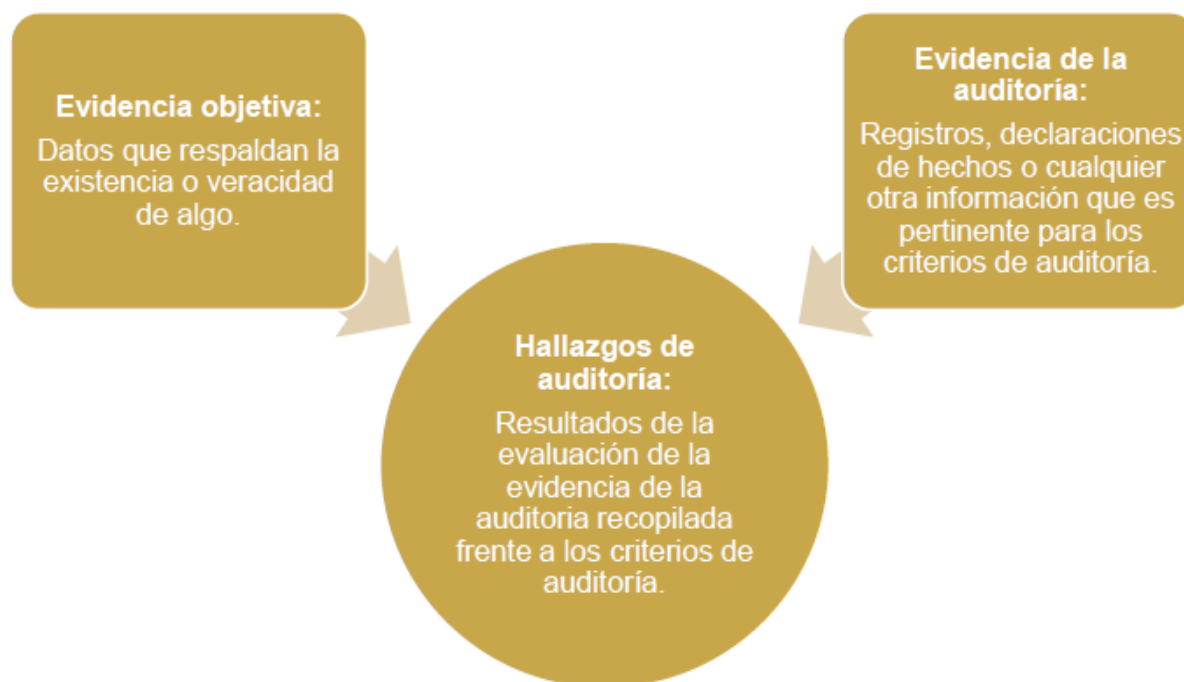 Evidencia objetiva:
Datos que respaldan la
existencia o veracidad
de algo.
Evidencia de la
auditoría:
Registros, declaraciones
de hechos o cualquier
otra información que es
pertinente para los
criterios de auditoría.
Hallazgos de
auditoría:
Resultados de la
evaluación de la
evidencia de la
auditoria recopilada
frente a los criterios de
auditoría.